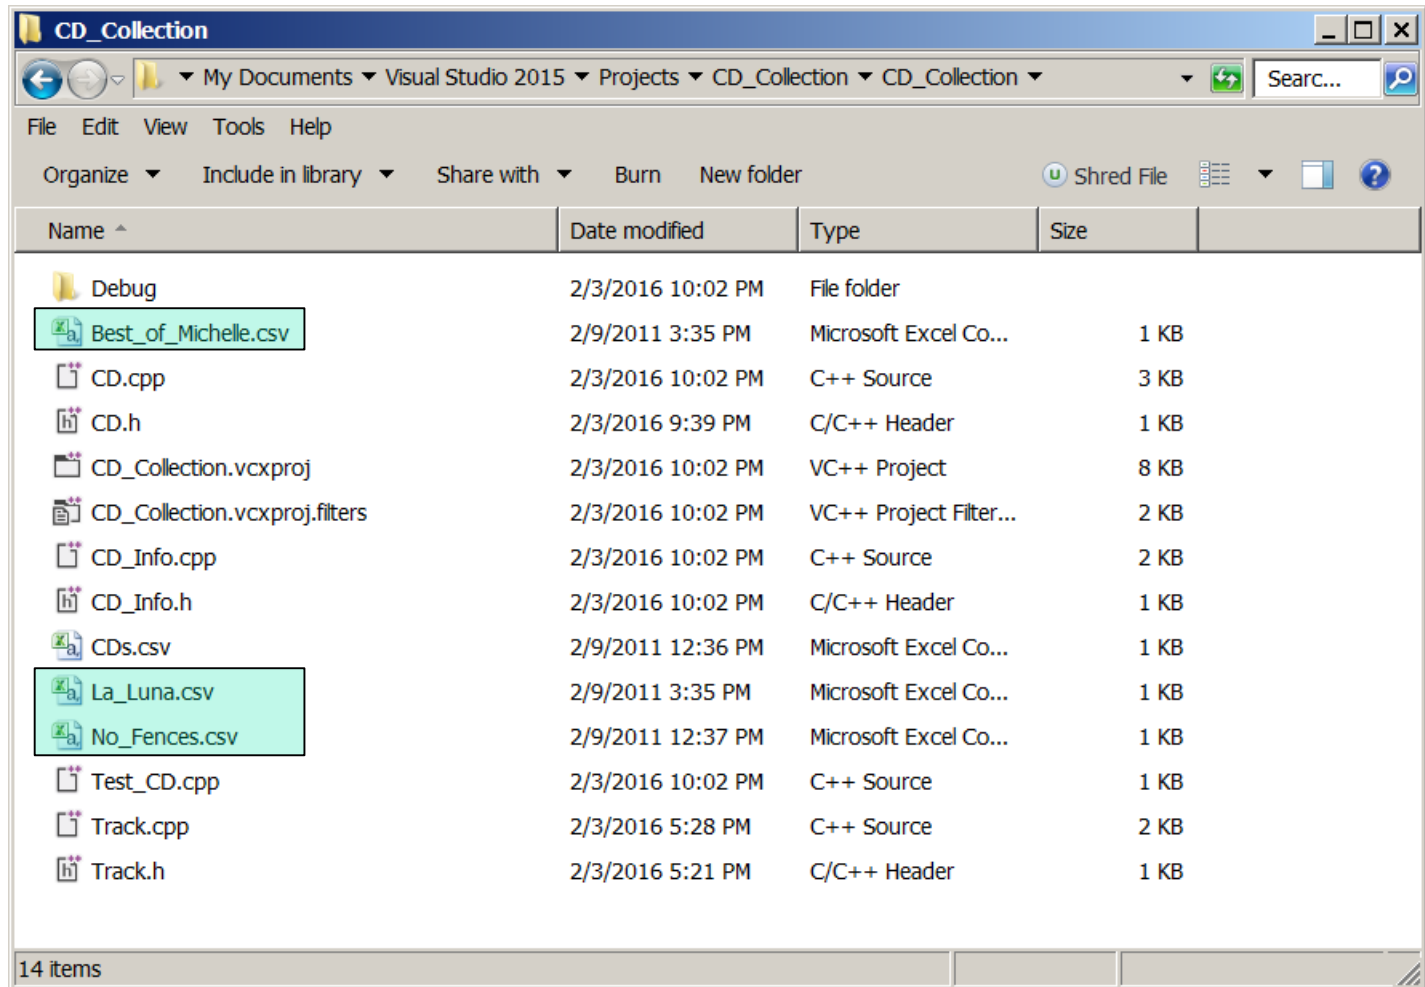 CD_Collection
My Documents Visual Studio 2015 Projects CD_Collection CD_Collection Searc...
File Edit View Tools Help
Organize Include in library Share with Burn New folder Shred File
Name Date modified Type Size
Debug 2/3/2016 10:02 PM File folder
Best_of_Michelle.csv 2/9/2011 3:35 PM Microsoft Excel Co... 1 KB
CD.cpp 2/3/2016 10:02 PM C++ Source 3 KB
CD.h 2/3/2016 9:39 PM C/C++ Header 1 KB
CD_Collection.vcxproj 2/3/2016 10:02 PM VC++ Project 8 KB
CD_Collection.vcxproj.filters 2/3/2016 10:02 PM VC++ Project Filter... 2 KB
CD_Info.cpp 2/3/2016 10:02 PM C++ Source 2 KB
CD_Info.h 2/3/2016 10:02 PM C/C++ Header 1 KB
CDs.csv 2/9/2011 12:36 PM Microsoft Excel Co... 1 KB
La_Luna.csv 2/9/2011 3:35 PM Microsoft Excel Co... 1 KB
No_Fences.csv 2/9/2011 12:37 PM Microsoft Excel Co... 1 KB
Test_CD.cpp 2/3/2016 10:02 PM C++ Source 1 KB
Track.cpp 2/3/2016 5:28 PM C++ Source 2 KB
Track.h 2/3/2016 5:21 PM C/C++ Header 1 KB
14 items